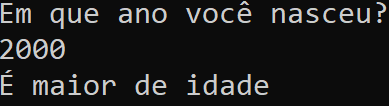 Em que ano você nasceu?
2000
É maior de idade